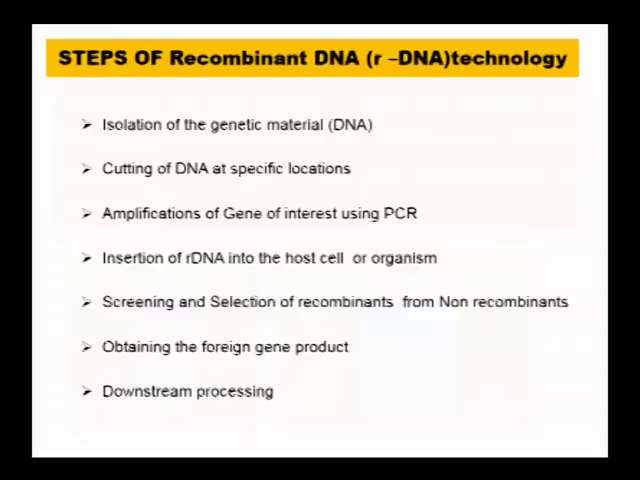 STEPS OF Recombinant DNA (r –DNA)technology
➢ Isolation of the genetic material (DNA)
➢ Cutting of DNA at specific locations
➢ Amplifications of Gene of interest using PCR
➢ Insertion of rDNA into the host cell or organism
➢ Screening and Selection of recombinants from Non recombinants
➢ Obtaining the foreign gene product
➢ Downstream processing